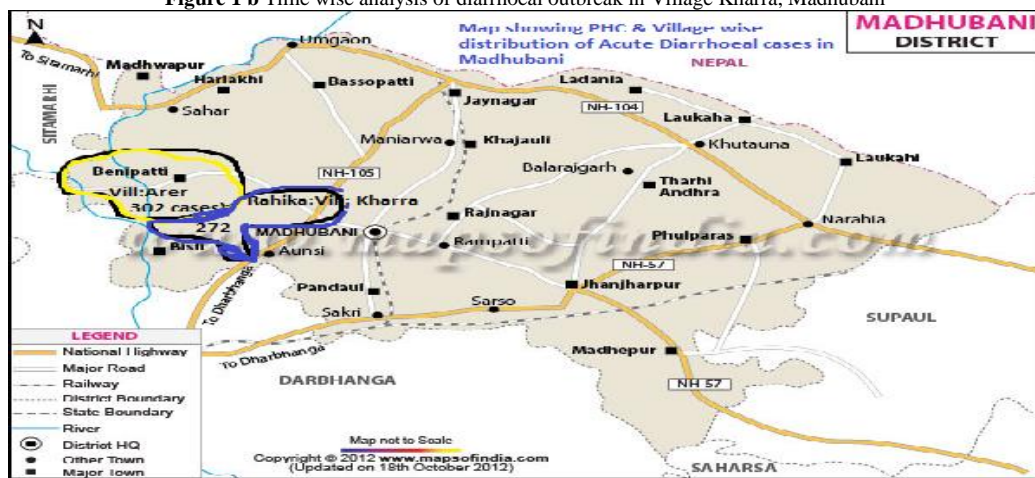 Figure 1 b Time wise analysis of diarrhoeal outbreak in Village Kharra, Madhubani
Map showing PHC & Village wise
distribution of Acute Diarrhoeal cases in
Madhubani
MADHUBANI
DISTRICT
NEPAL
To Sitamarhi
SITAMARHI
Madhwapur
Umgaon
Harlakhi
Bassopatti
Sahar
Ladania
Jaynagar
NH-104
Laukaha
Maniarwa
Khajauli
Khutauna
Laukahi
Benipatti
NH-105
Balarajgarh
Tharhi
Andhra
Vill:Arer
302 cases)
Rahika:Vill; Kharra
272
MADHUBANI
Rajnagar
Narahia
Bisfi
Aunsi
Rampatti
Phulparas
www.mapsofindia.com
NH-57
To Dharbhanga
Pandaul
Jhanjharpur
Sakri
Sarso
SUPAUL
To Dharbhanga
DARBHANGA
Madhepur
NH-57
SAHARSA
LEGEND
National Highway
Major Road
Railway
District Boundary
State Boundary
River
District HQ
Other Town
Major Town
Map not to Scale
Copyright © 2012 www.mapsofindia.com
(Updated on 18th October 2012)